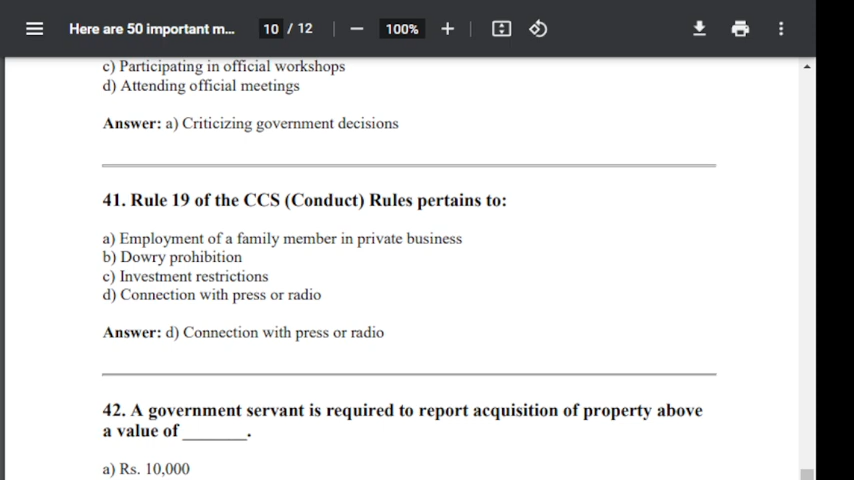 Here are 50 important m... 10 / 12 100%
c) Participating in official workshops
d) Attending official meetings
Answer: a) Criticizing government decisions
41. Rule 19 of the CCS (Conduct) Rules pertains to:
a) Employment of a family member in private business
b) Dowry prohibition
c) Investment restrictions
d) Connection with press or radio
Answer: d) Connection with press or radio
42. A government servant is required to report acquisition of property above
a value of _______.
a) Rs. 10,000